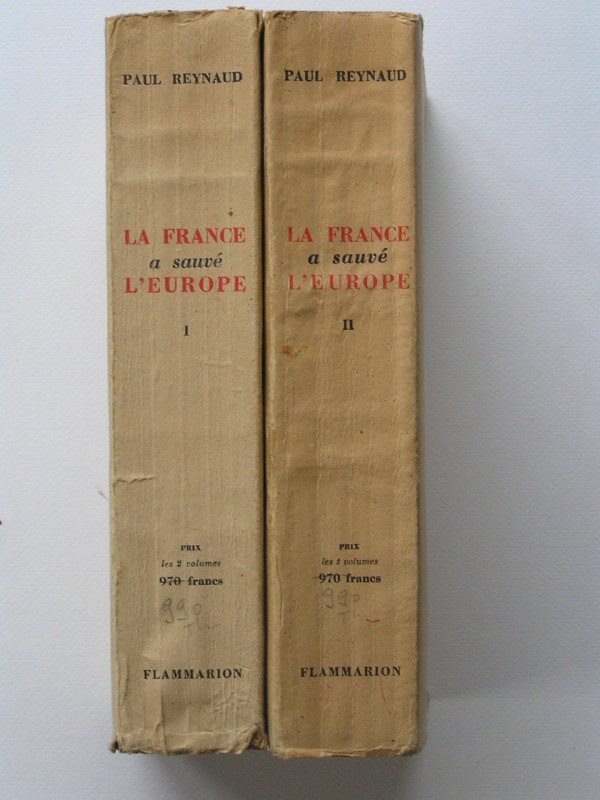 PAUL REYNAUD
LA FRANCE
a sauvé
L'EUROPE
I
PRIX
les 2 volumes
970 francs
990
FLAMMARION
PAUL REYNAUD
LA FRANCE
a sauvé
L'EUROPE
II
PRIX
les 2 volumes
970 francs
990
FLAMMARION